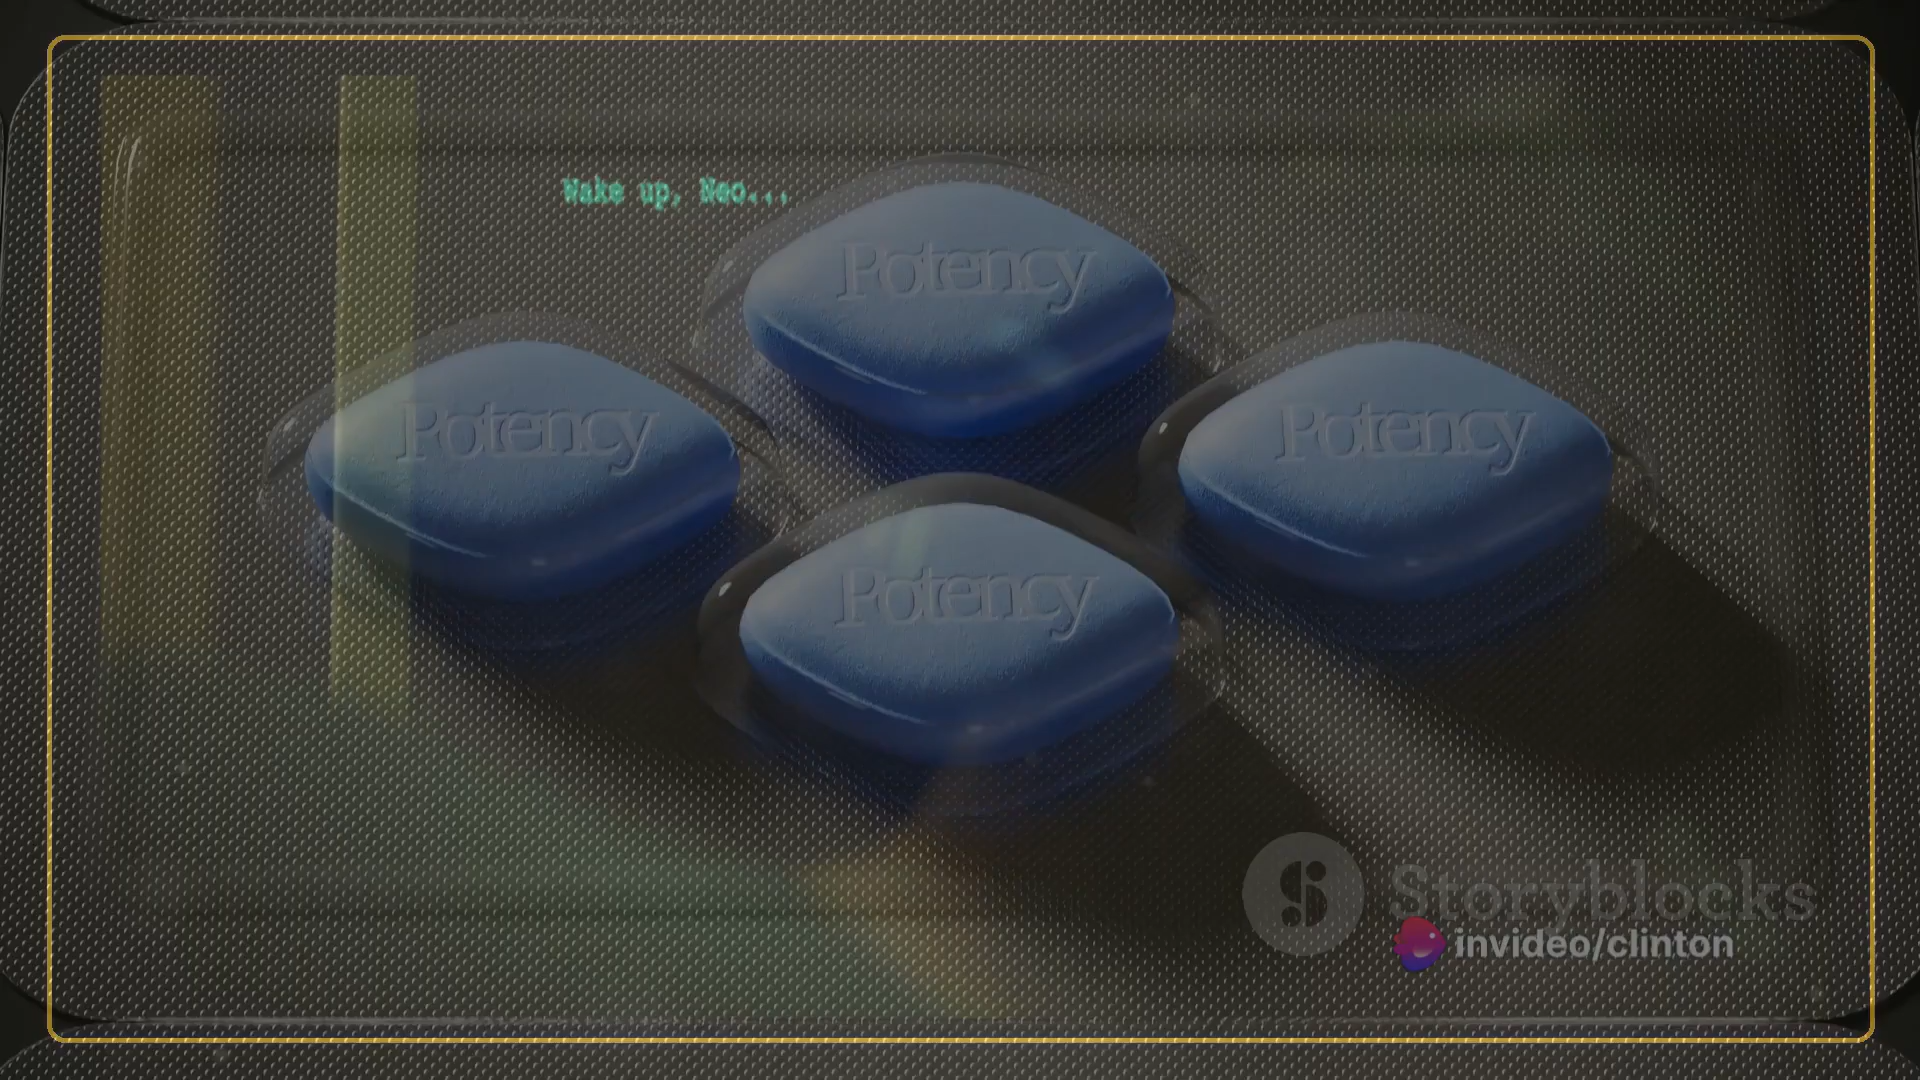 Wake up, Neo...
Potency
Potency
Potency
Potency
Storyblocks
invideo/clinton